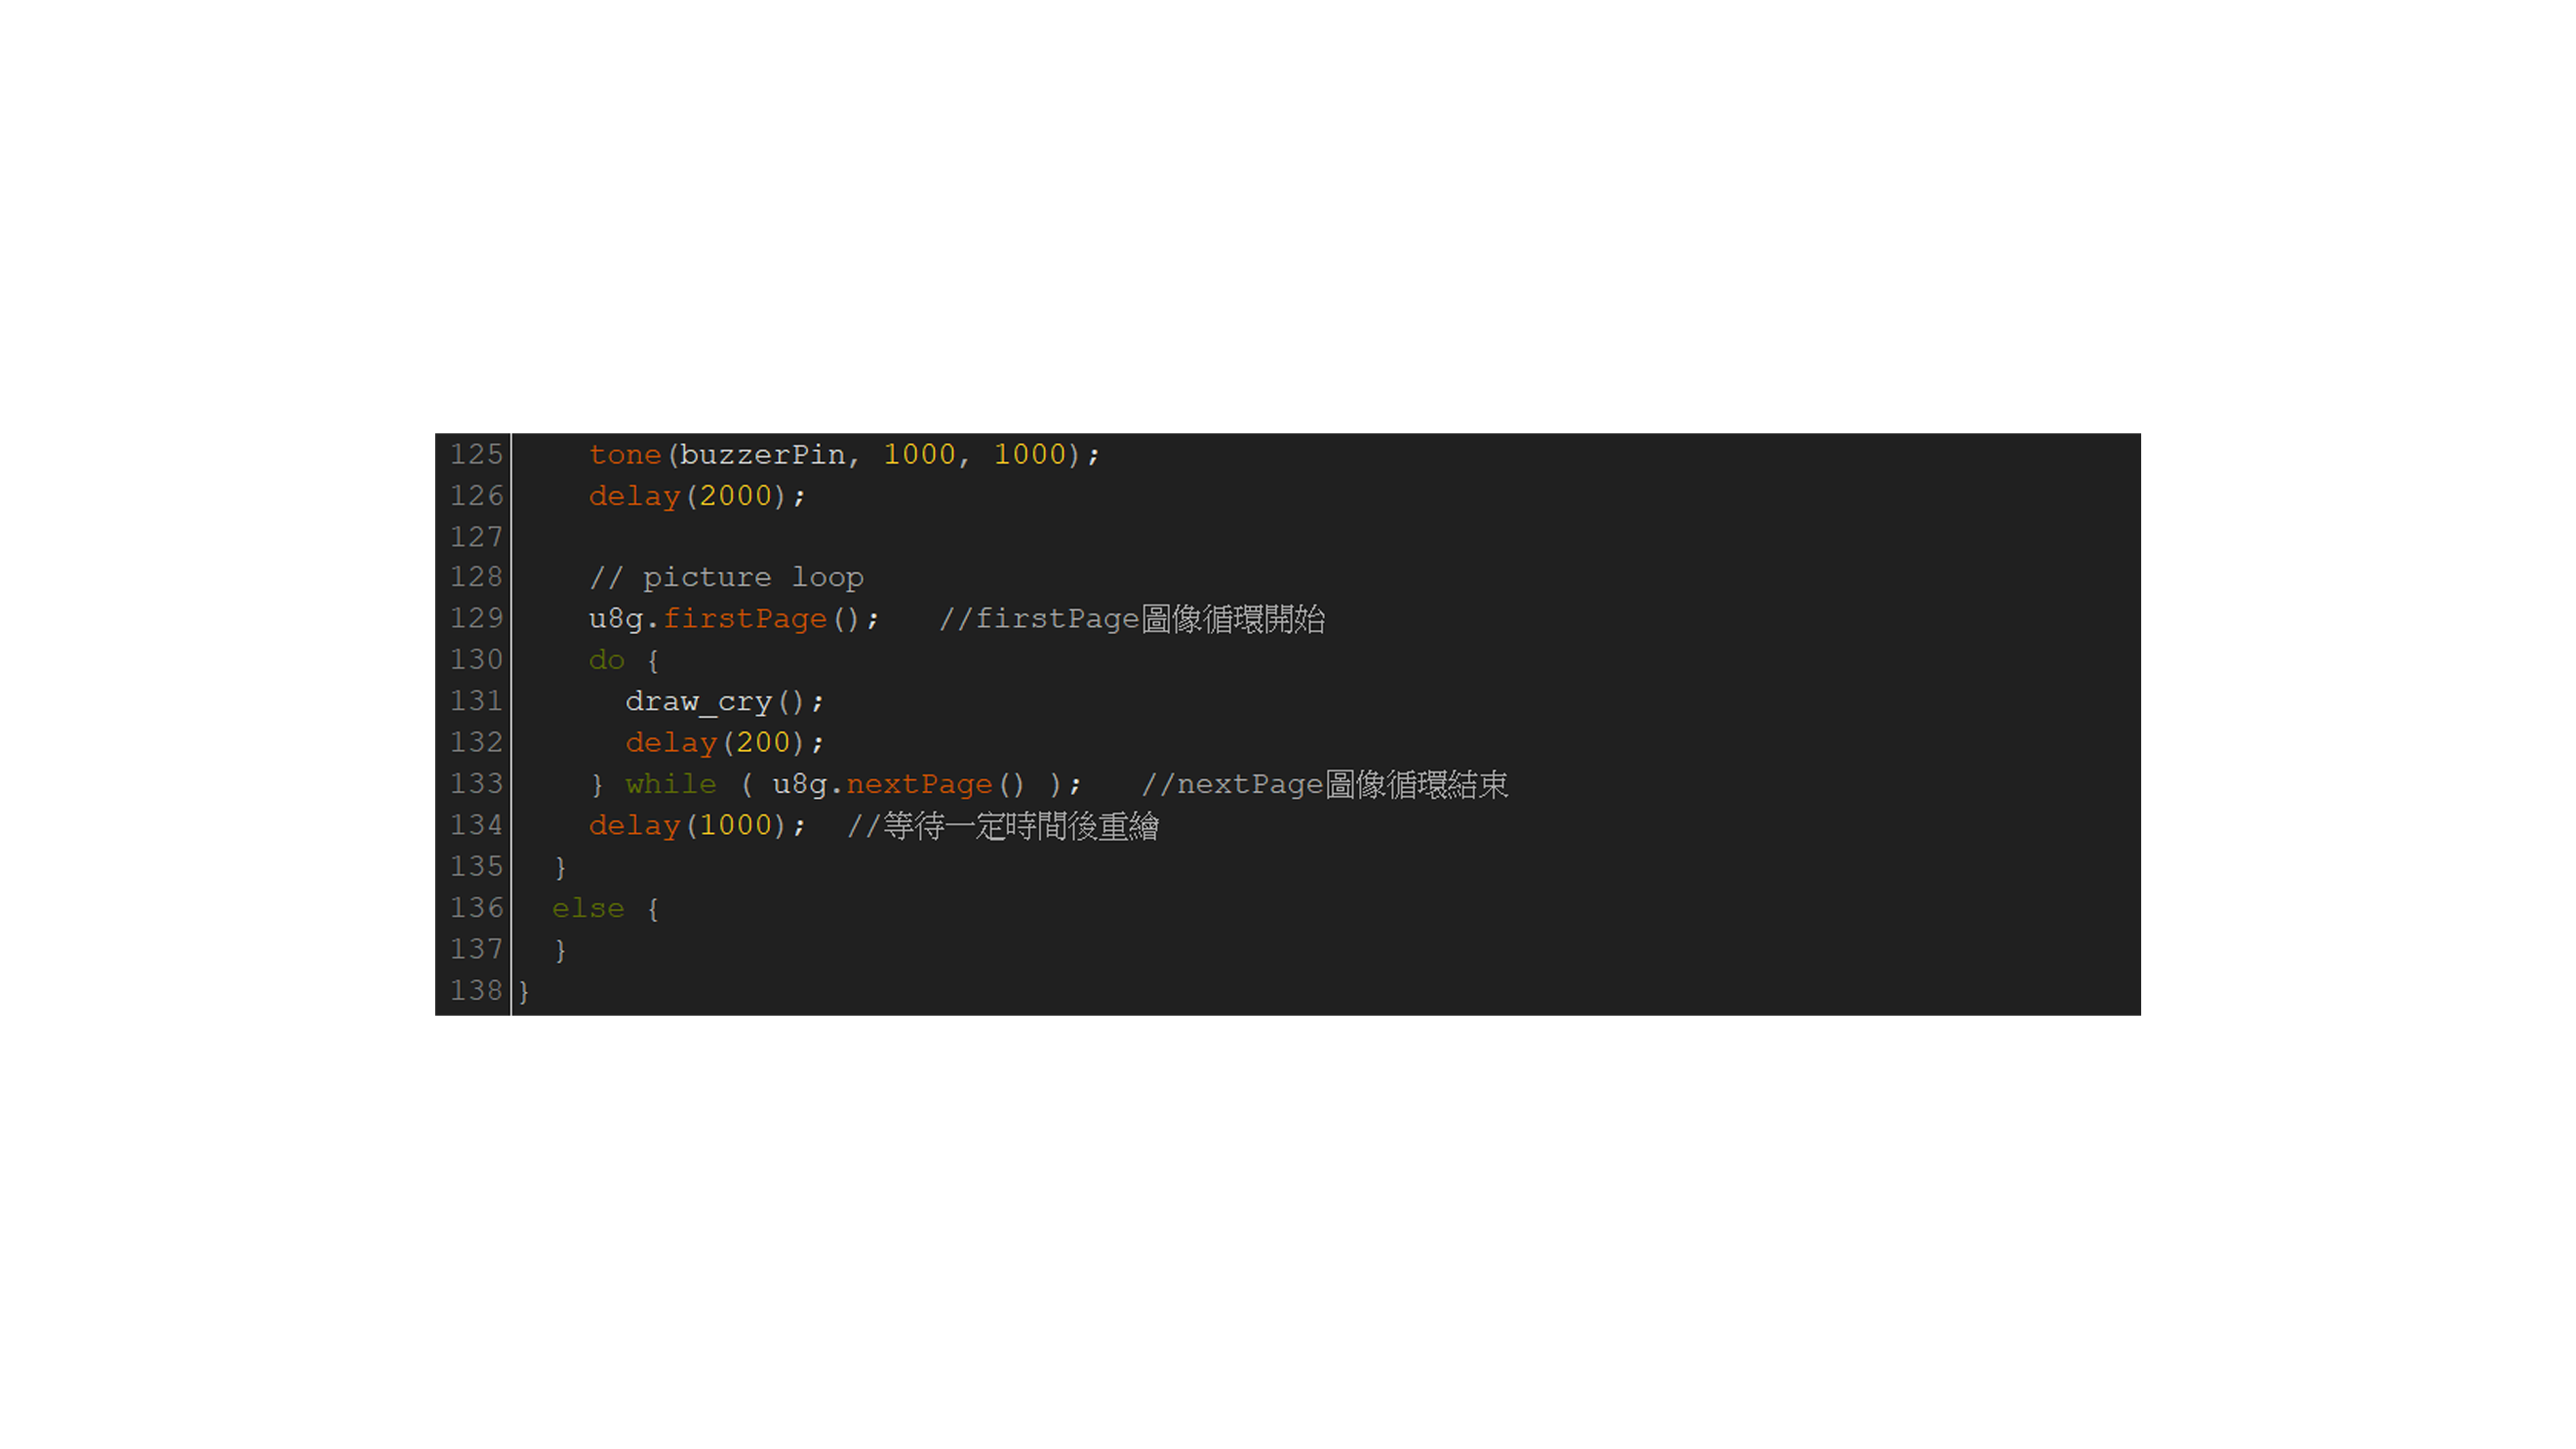 125     tone(buzzerPin, 1000, 1000);
126     delay(2000);
127
128     // picture loop
129     u8g.firstPage();   //firstPage圖像循環開始
130     do {
131       draw_cry();
132       delay(200);
133     } while ( u8g.nextPage() );   //nextPage圖像循環結束
134     delay(1000);  //等待一定時間後重繪
135   }
136   else {
137   }
138 }